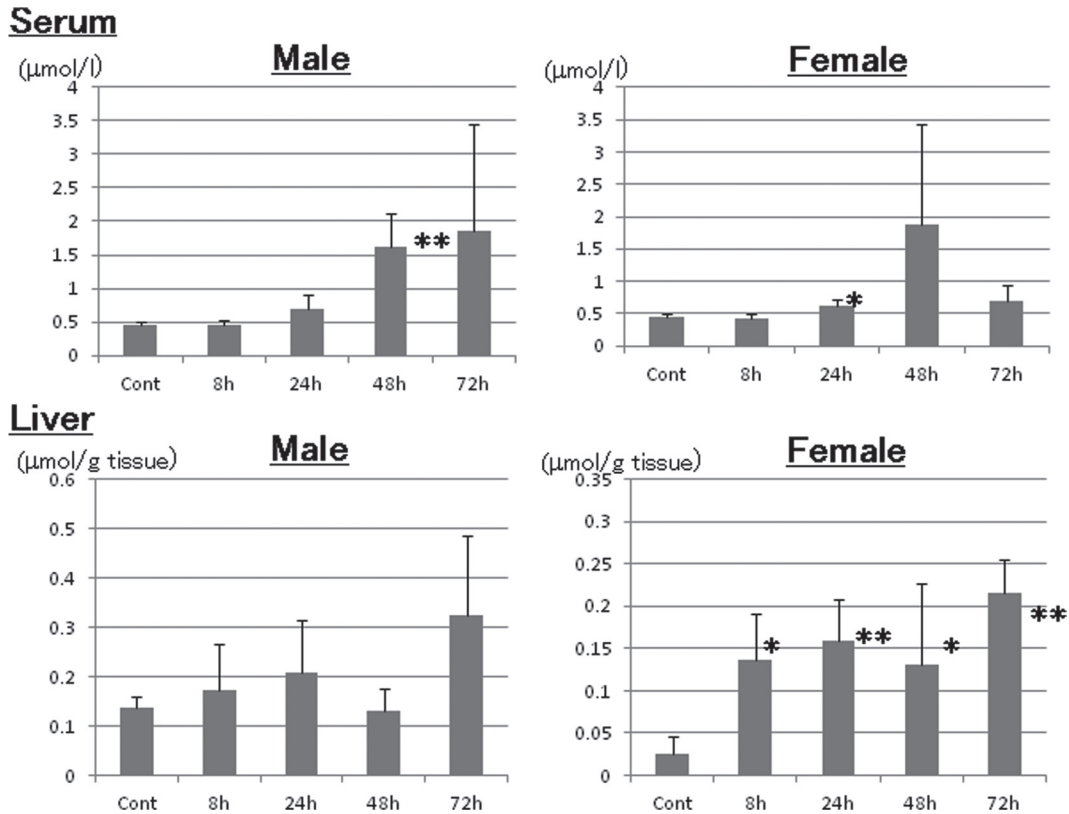 Serum
Male
(μmol/l)
4
3.5
3
2.5
2
1.5
1
0.5
0
**
Cont 8h 24h 48h 72h
Female
(μmol/l)
4
3.5
3
2.5
2
1.5
1
0.5
0
*
Cont 8h 24h 48h 72h
Liver
Male
(μmol/g tissue)
0.6
0.5
0.4
0.3
0.2
0.1
0
Cont 8h 24h 48h 72h
Female
(μmol/g tissue)
0.35
0.3
0.25
0.2
0.15
0.1
0.05
0
* ** * **
Cont 8h 24h 48h 72h